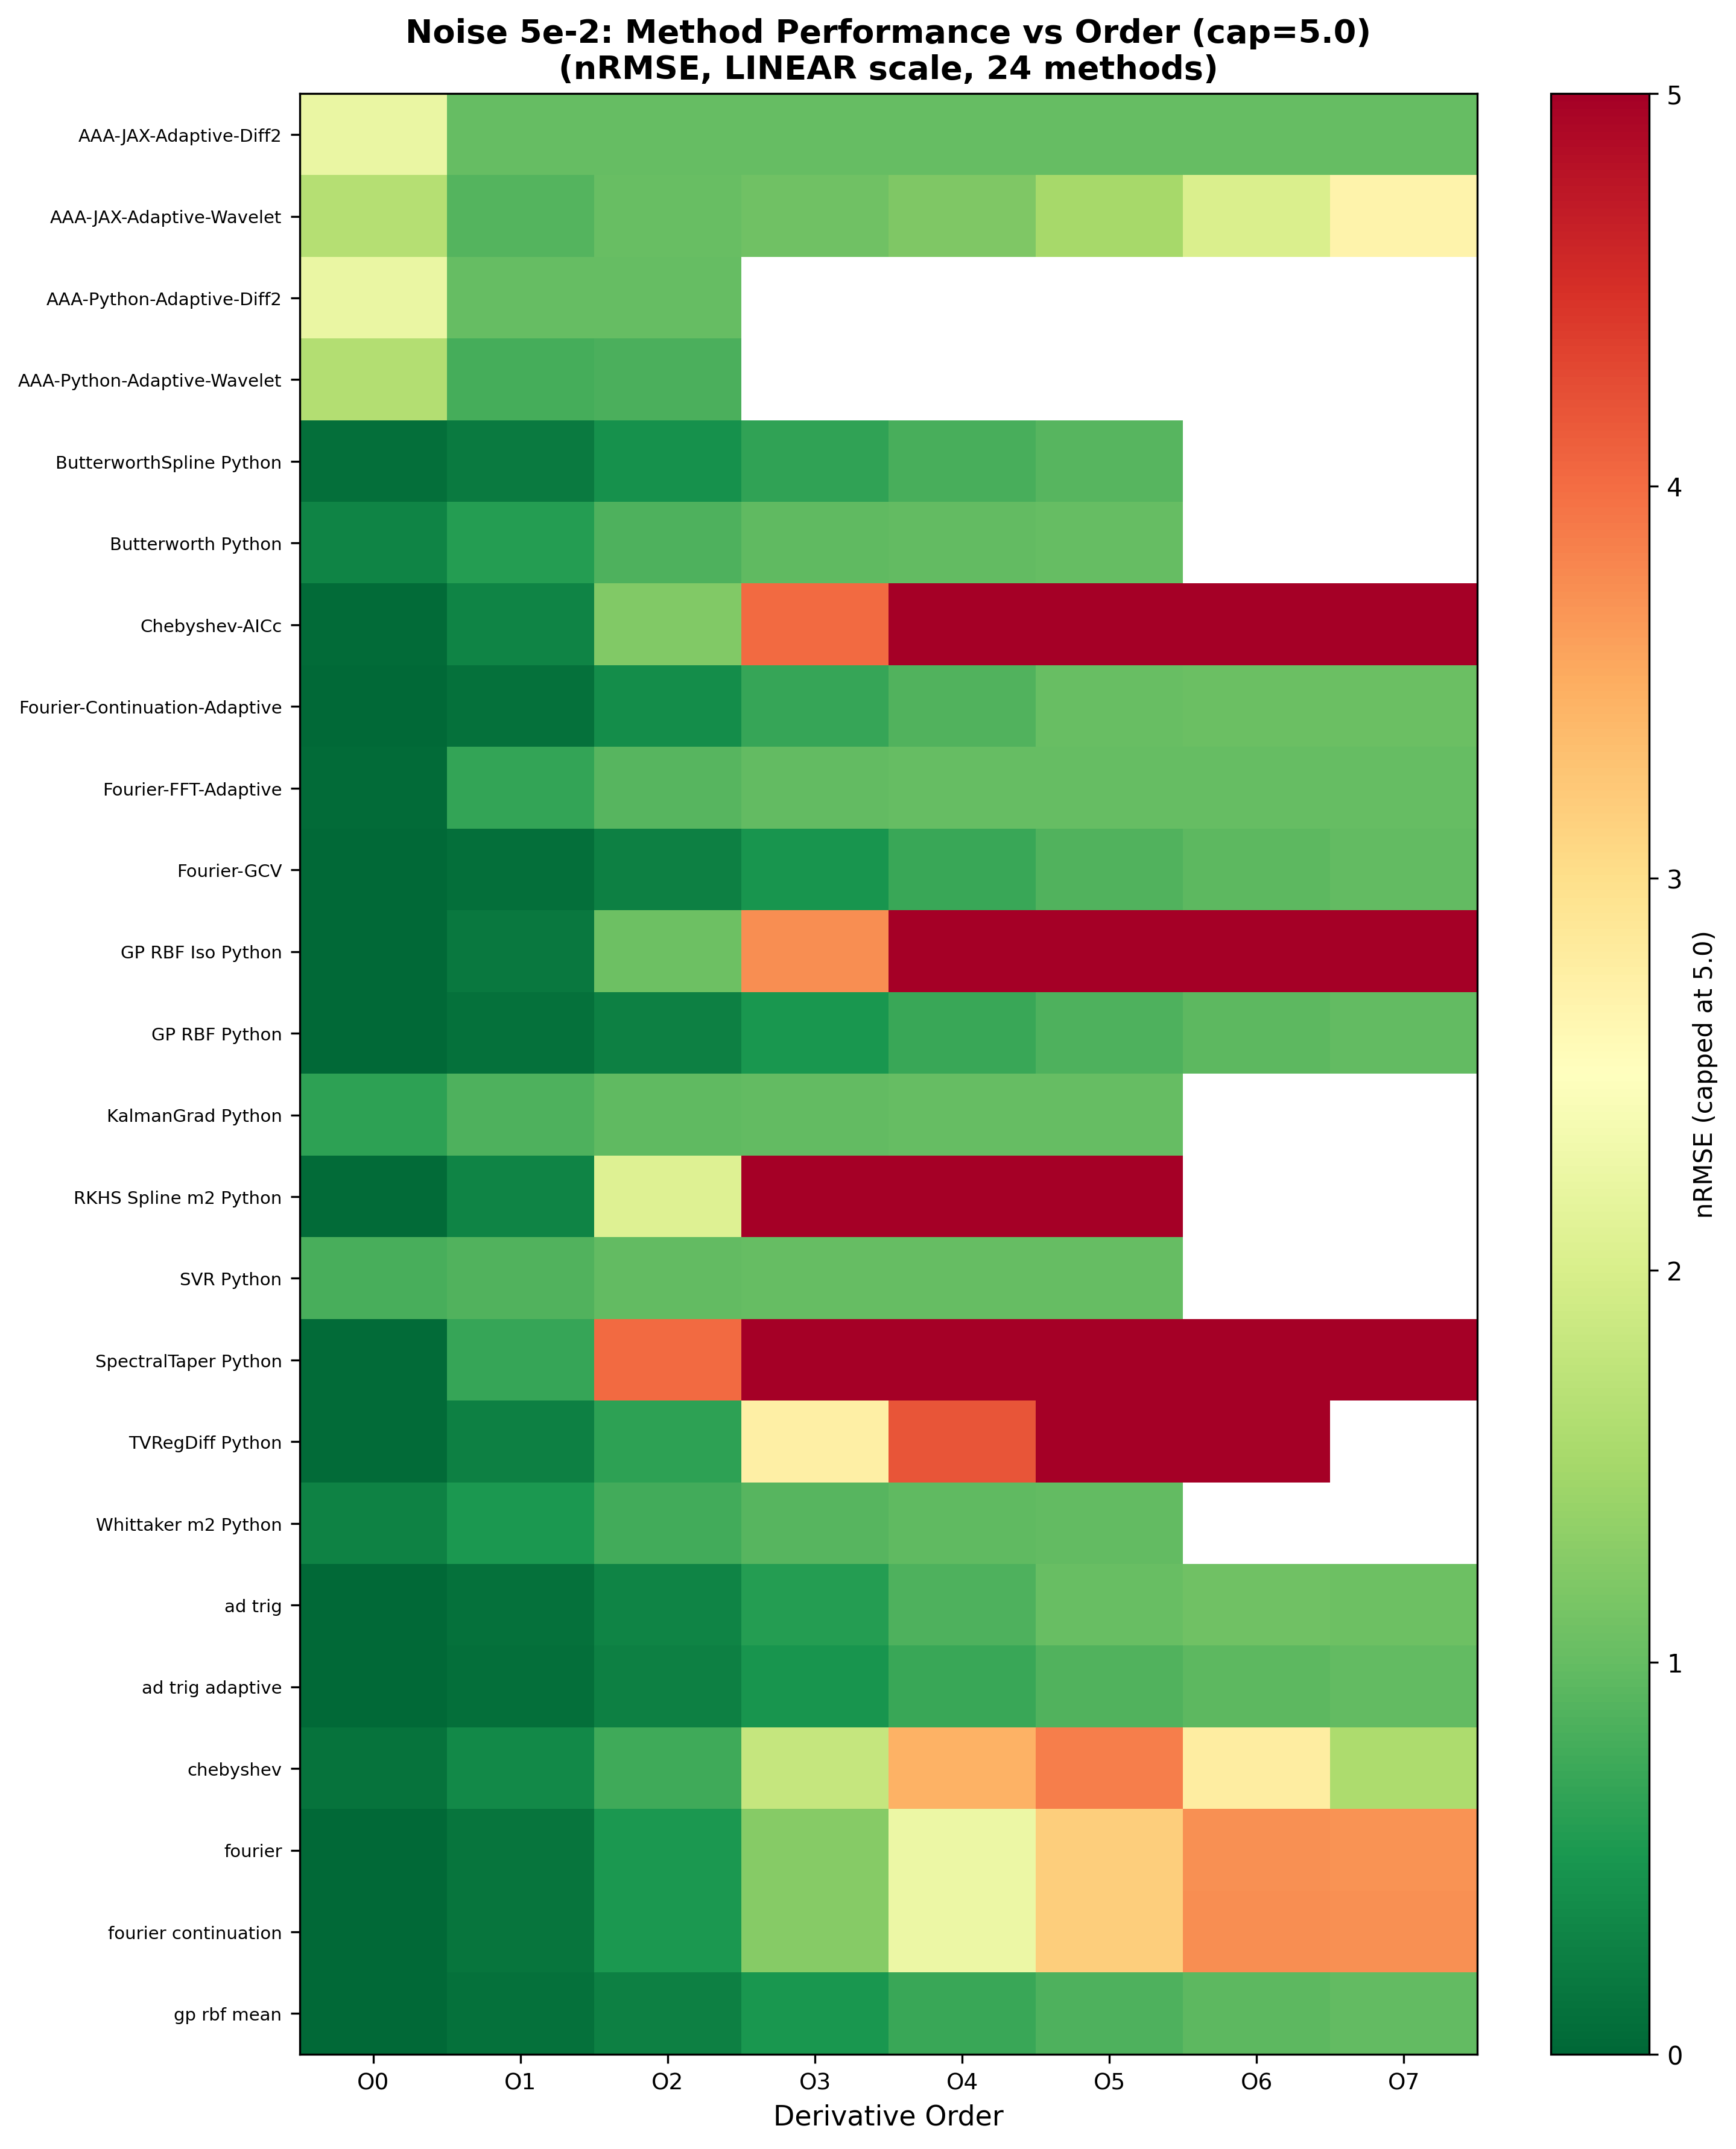 Noise 5e-2: Method Performance vs Order (cap=5.0)
(nRMSE, LINEAR scale, 24 methods)
AAA-JAX-Adaptive-Diff2
AAA-JAX-Adaptive-Wavelet
AAA-Python-Adaptive-Diff2
AAA-Python-Adaptive-Wavelet
ButterworthSpline Python
Butterworth Python
Chebyshev-AICc
Fourier-Continuation-Adaptive
Fourier-FFT-Adaptive
Fourier-GCV
GP RBF Iso Python
GP RBF Python
KalmanGrad Python
RKHS Spline m2 Python
SVR Python
SpectralTaper Python
TVRegDiff Python
Whittaker m2 Python
ad trig
ad trig adaptive
chebyshev
fourier
fourier continuation
gp rbf mean
O0 O1 O2 O3 O4 O5 O6 O7
Derivative Order
5
4
3
2
1
0
nRMSE (capped at 5.0)